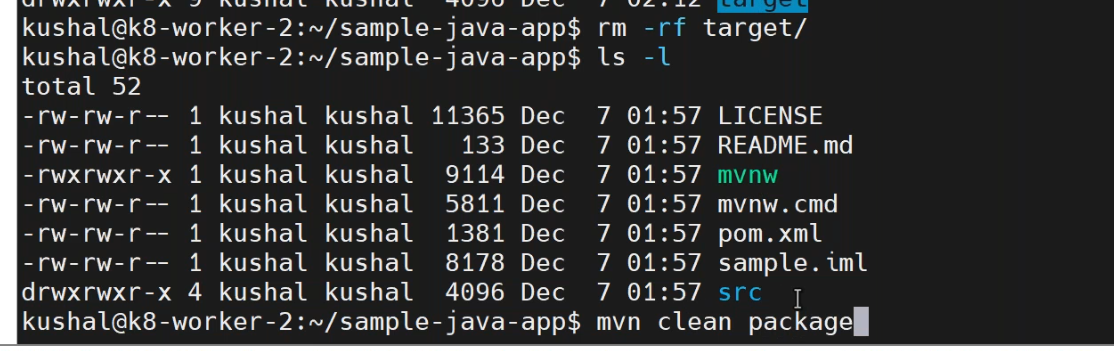 drwxrwxr-x 9 kushal kushal 4096 Dec  7 02:12 target
kushal@k8-worker-2:~/sample-java-app$ rm -rf target/
kushal@k8-worker-2:~/sample-java-app$ ls -l
total 52
-rw-rw-r-- 1 kushal kushal 11365 Dec  7 01:57 LICENSE
-rw-rw-r-- 1 kushal kushal   133 Dec  7 01:57 README.md
-rwxrwxr-x 1 kushal kushal  9114 Dec  7 01:57 mvnw
-rw-rw-r-- 1 kushal kushal  5811 Dec  7 01:57 mvnw.cmd
-rw-rw-r-- 1 kushal kushal  1381 Dec  7 01:57 pom.xml
-rw-rw-r-- 1 kushal kushal  8178 Dec  7 01:57 sample.iml
drwxrwxr-x 4 kushal kushal  4096 Dec  7 01:57 src
kushal@k8-worker-2:~/sample-java-app$ mvn clean package